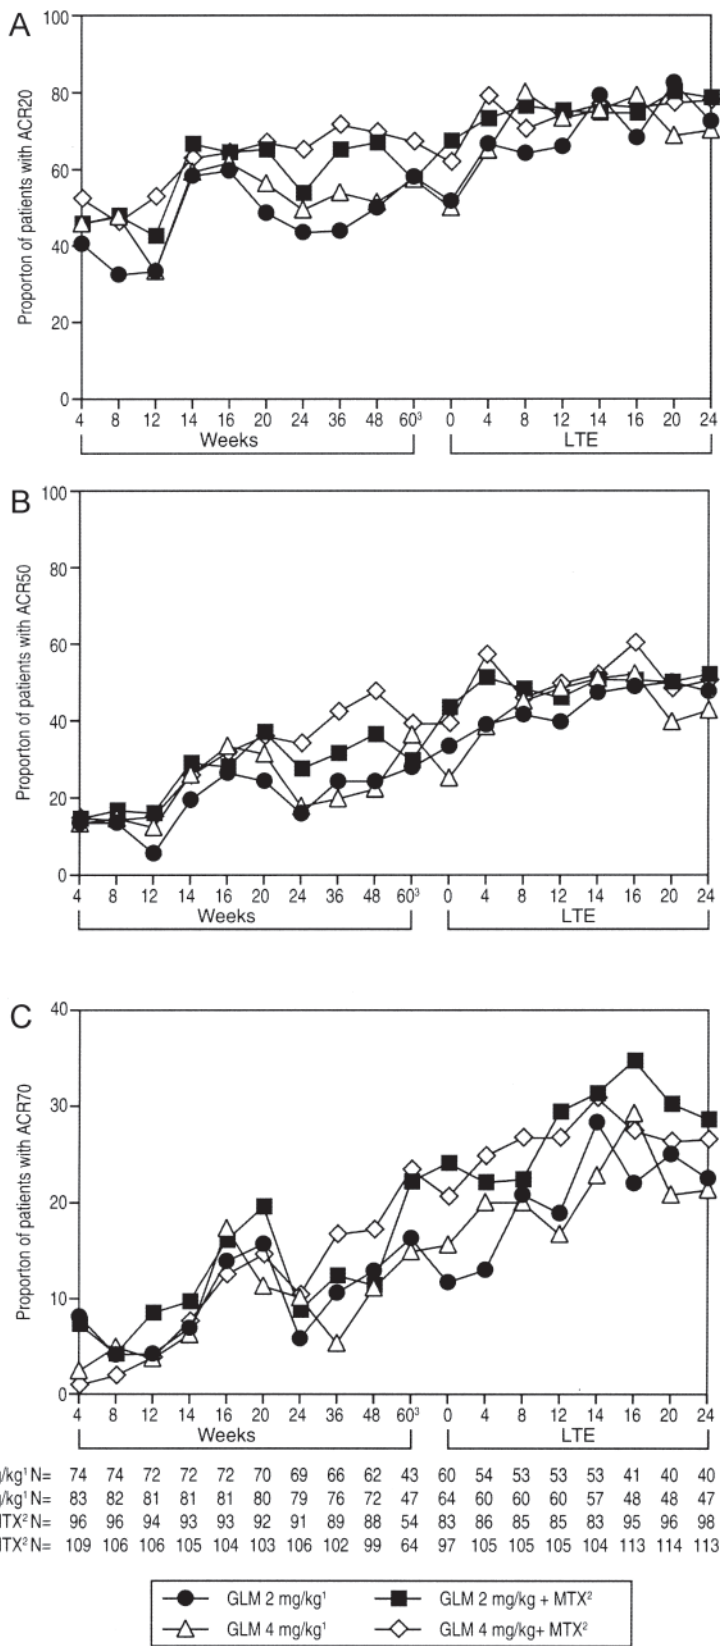 A
Proporton of patients with ACR20
100
80
60
40
20
0
4 8 12 14 16 20 24 36 48 60³ 0 4 8 12 14 16 20 24
Weeks LTE
B
Proporton of patients with ACR50
100
80
60
40
20
0
4 8 12 14 16 20 24 36 48 60³ 0 4 8 12 14 16 20 24
Weeks LTE
C
Proporton of patients with ACR70
40
30
20
10
0
4 8 12 14 16 20 24 36 48 60³ 0 4 8 12 14 16 20 24
Weeks LTE
g/kg¹ N= 74 74 72 72 72 70 69 66 62 43 60 54 53 53 53 41 40 40
g/kg¹ N= 83 82 81 81 81 80 79 76 72 47 64 60 60 60 57 48 48 47
MTX² N= 96 96 94 93 93 92 91 89 88 54 83 86 85 85 83 95 96 98
MTX² N= 109 106 106 105 104 103 106 102 99 64 97 105 105 105 104 113 114 113
GLM 2 mg/kg¹ GLM 2 mg/kg + MTX²
GLM 4 mg/kg¹ GLM 4 mg/kg+ MTX²